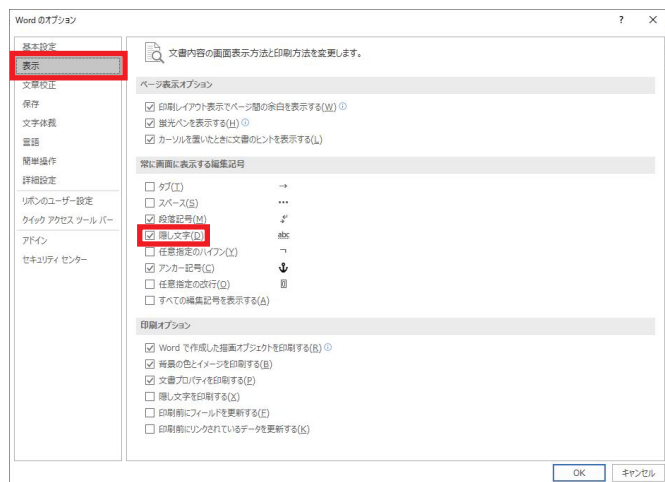 Word のオプション
? ×
基本設定
表示
文章校正
保存
文字体裁
言語
簡単操作
詳細設定
リボンのユーザー設定
クイック アクセス ツール バー
アドイン
セキュリティ センター
文書内容の画面表示方法と印刷方法を変更します。
ページ表示オプション
印刷レイアウト表示でページ間の余白を表示する(W)
蛍光ペンを表示する(H)
カーソルを置いたときに文書のヒントを表示する(L)
常に画面に表示する編集記号
タブ(T) →
スペース(S) ···
段落記号(M)
隠し文字(D) abc
任意指定のハイフン(Y) ¬
アンカー記号(C)
任意指定の改行(O)
すべての編集記号を表示する(A)
印刷オプション
Word で作成した描画オブジェクトを印刷する(R)
背景の色とイメージを印刷する(B)
文書プロパティを印刷する(P)
隠し文字を印刷する(X)
印刷前にフィールドを更新する(F)
印刷前にリンクされているデータを更新する(K)
OK キャンセル